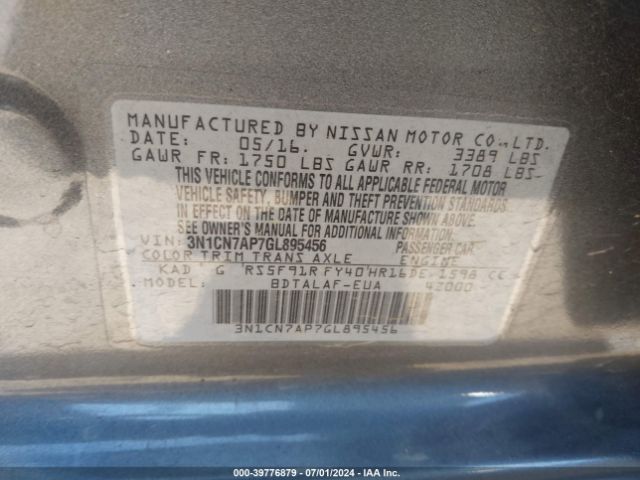 MANUFACTURED BY NISSAN MOTOR CO., LTD.
DATE: 05/16. GVWR: 3389 LBS
GAWR FR: 1750 LBS GAWR RR: 1708 LBS
THIS VEHICLE CONFORMS TO ALL APPLICABLE FEDERAL MOTOR
VEHICLE SAFETY, BUMPER AND THEFT PREVENTION STANDARDS
IN EFFECT ON THE DATE OF MANUFACTURE SHOWN ABOVE.
SEE OWNER'S MANUAL FOR ADDITIONAL INFORMATION
VIN: 3N1CN7AP7GL895456 PASSENGER CAR
COLOR TRIM TRANS AXLE ENGINE
KAD G RS5F91R FY40 HR16DE-1598 CC
MODEL: BDTALAF-EUA 42000
3N1CN7AP7GL895456
000-39776879 | 07/01/2024 - IAA Inc.